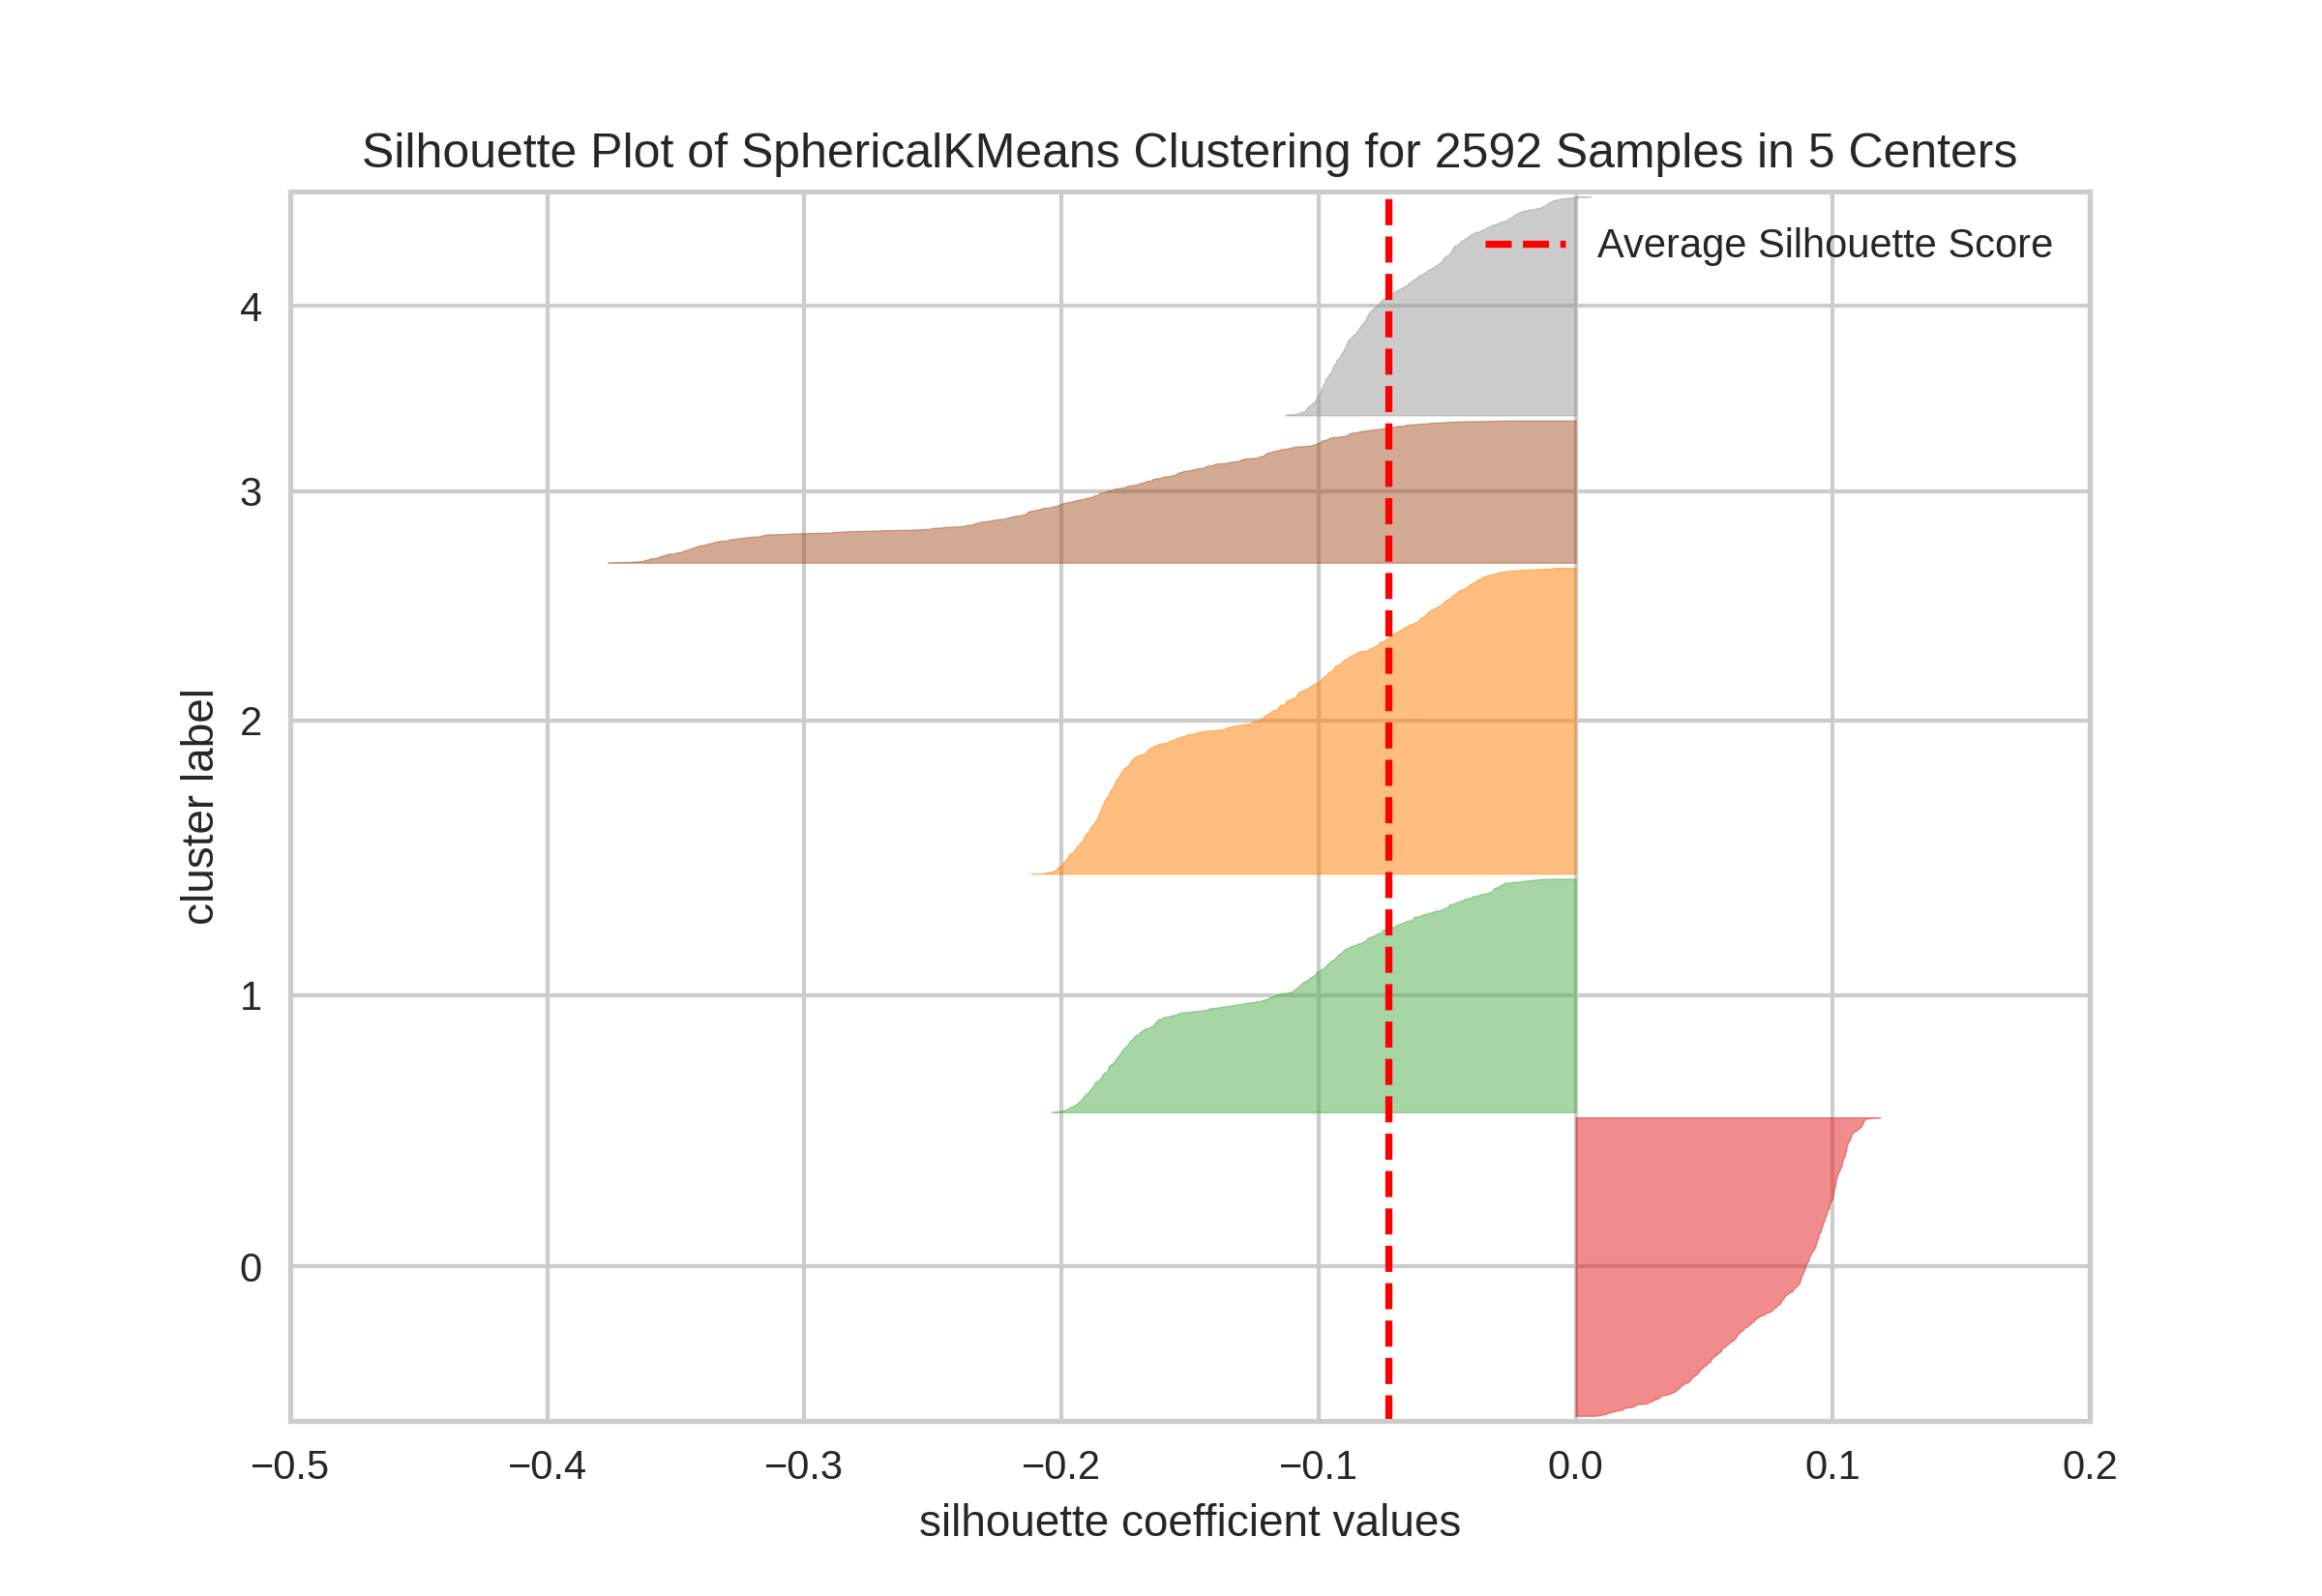 Silhouette Plot of SphericalKMeans Clustering for 2592 Samples in 5 Centers
Average Silhouette Score
4
3
2
1
0
cluster label
−0.5 −0.4 −0.3 −0.2 −0.1 0.0 0.1 0.2
silhouette coefficient values